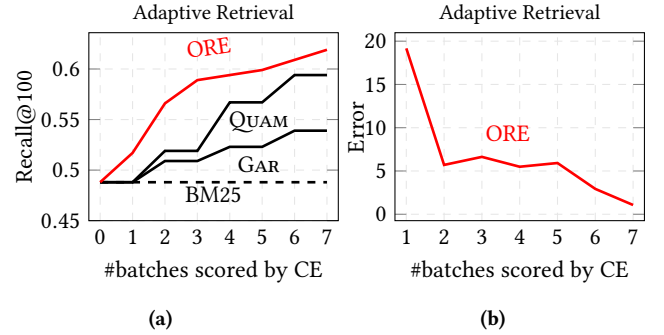 Adaptive Retrieval
Recall@100
0.6
0.55
0.5
0.45
ORE
QUAM
GAR
BM25
0 1 2 3 4 5 6 7
#batches scored by CE
(a)
Adaptive Retrieval
Error
20
15
10
5
0
ORE
1 2 3 4 5 6 7
#batches scored by CE
(b)